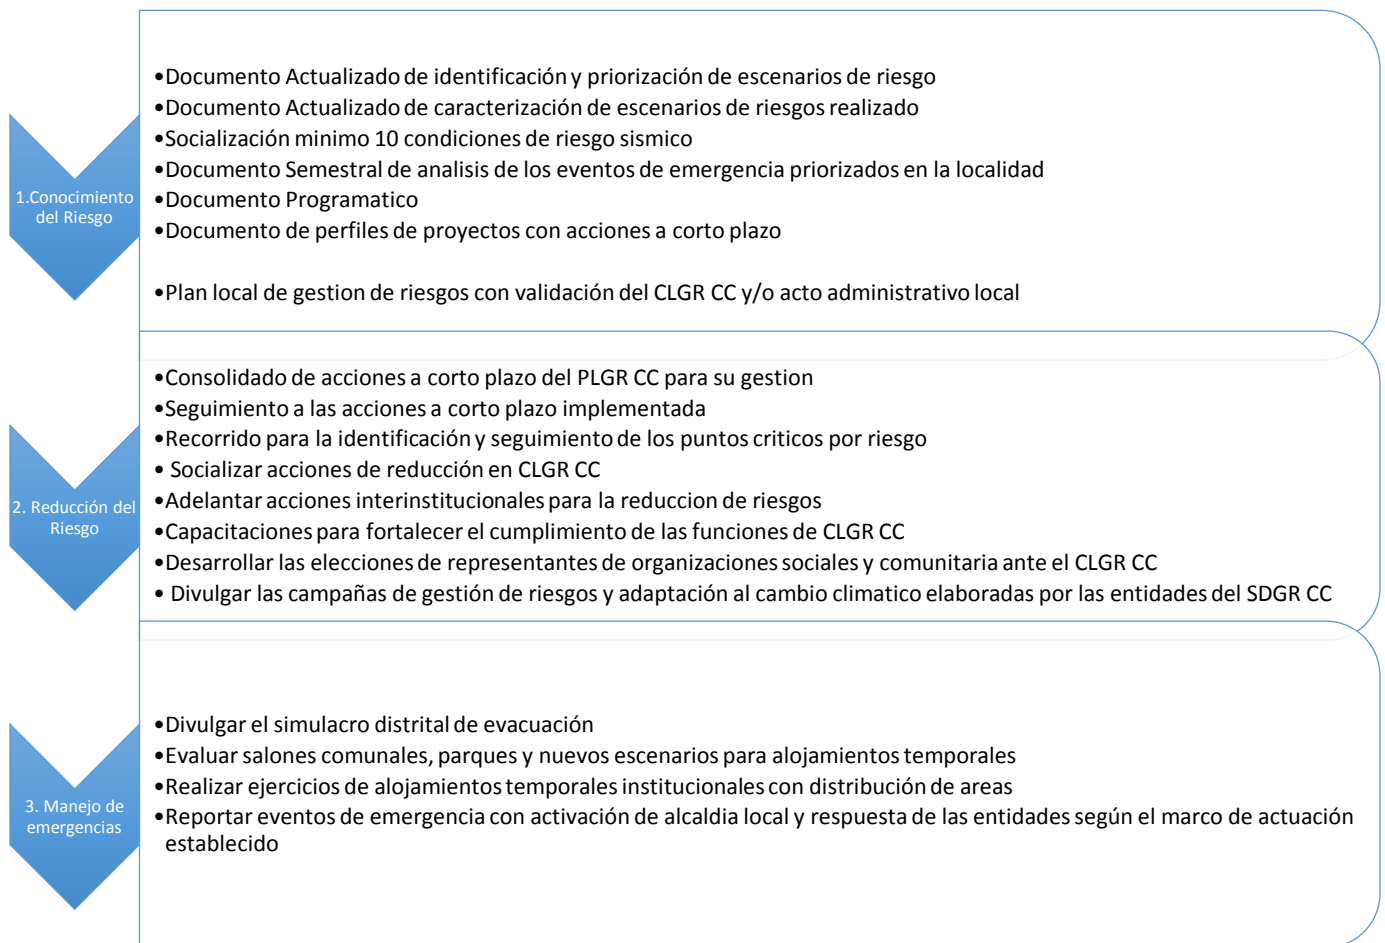 1.Conocimiento
del Riesgo
•Documento Actualizado de identificación y priorización de escenarios de riesgo
•Documento Actualizado de caracterización de escenarios de riesgos realizado
•Socialización minimo 10 condiciones de riesgo sismico
•Documento Semestral de analisis de los eventos de emergencia priorizados en la localidad
•Documento Programatico
•Documento de perfiles de proyectos con acciones a corto plazo
•Plan local de gestion de riesgos con validación del CLGR CC y/o acto administrativo local
2. Reducción del
Riesgo
•Consolidado de acciones a corto plazo del PLGR CC para su gestion
•Seguimiento a las acciones a corto plazo implementada
•Recorrido para la identificación y seguimiento de los puntos criticos por riesgo
• Socializar acciones de reducción en CLGR CC
•Adelantar acciones interinstitucionales para la reduccion de riesgos
•Capacitaciones para fortalecer el cumplimiento de las funciones de CLGR CC
•Desarrollar las elecciones de representantes de organizaciones sociales y comunitaria ante el CLGR CC
• Divulgar las campañas de gestión de riesgos y adaptación al cambio climatico elaboradas por las entidades del SDGR CC
3. Manejo de
emergencias
•Divulgar el simulacro distrital de evacuación
•Evaluar salones comunales, parques y nuevos escenarios para alojamientos temporales
•Realizar ejercicios de alojamientos temporales institucionales con distribución de areas
•Reportar eventos de emergencia con activación de alcaldia local y respuesta de las entidades según el marco de actuación
establecido